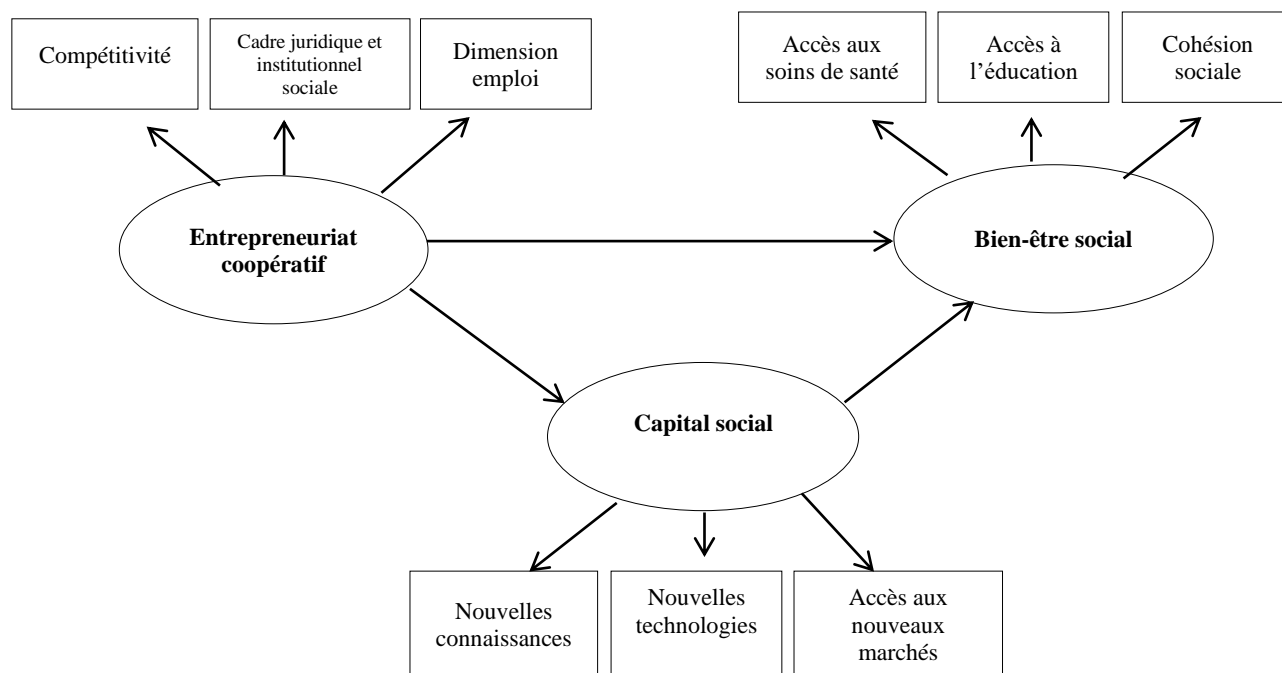 Compétitivité
Cadre juridique et
institutionnel
sociale
Dimension
emploi
Accès aux
soins de santé
Accès à
l’éducation
Cohésion
sociale
Entrepreneuriat
coopératif
Bien-être social
Capital social
Nouvelles
connaissances
Nouvelles
technologies
Accès aux
nouveaux
marchés